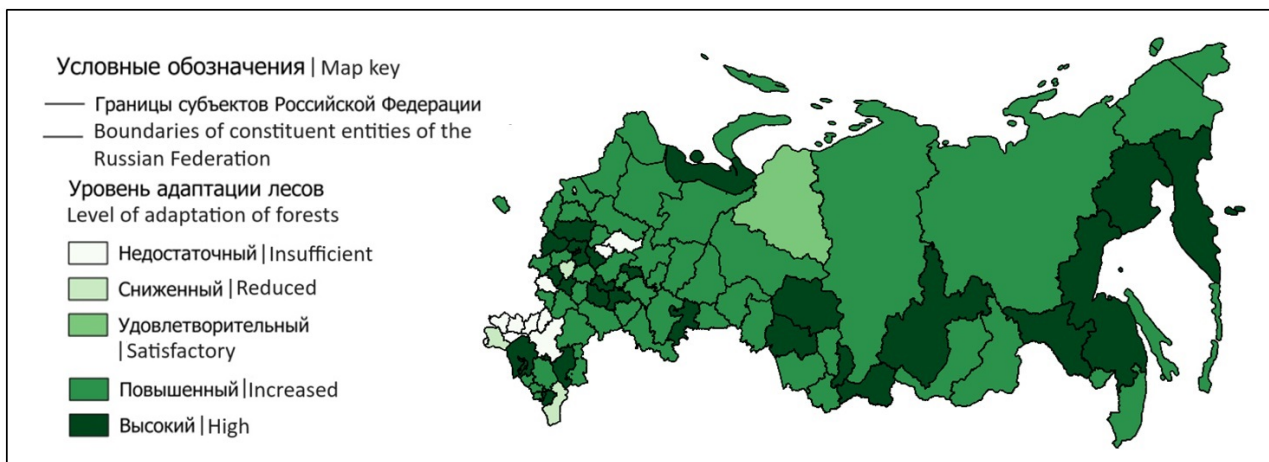 Условные обозначения | Map key
Границы субъектов Российской Федерации
Boundaries of constituent entities of the
Russian Federation
Уровень адаптации лесов
Level of adaptation of forests
Недостаточный | Insufficient
Сниженный | Reduced
Удовлетворительный
| Satisfactory
Повышенный | Increased
Высокий | High